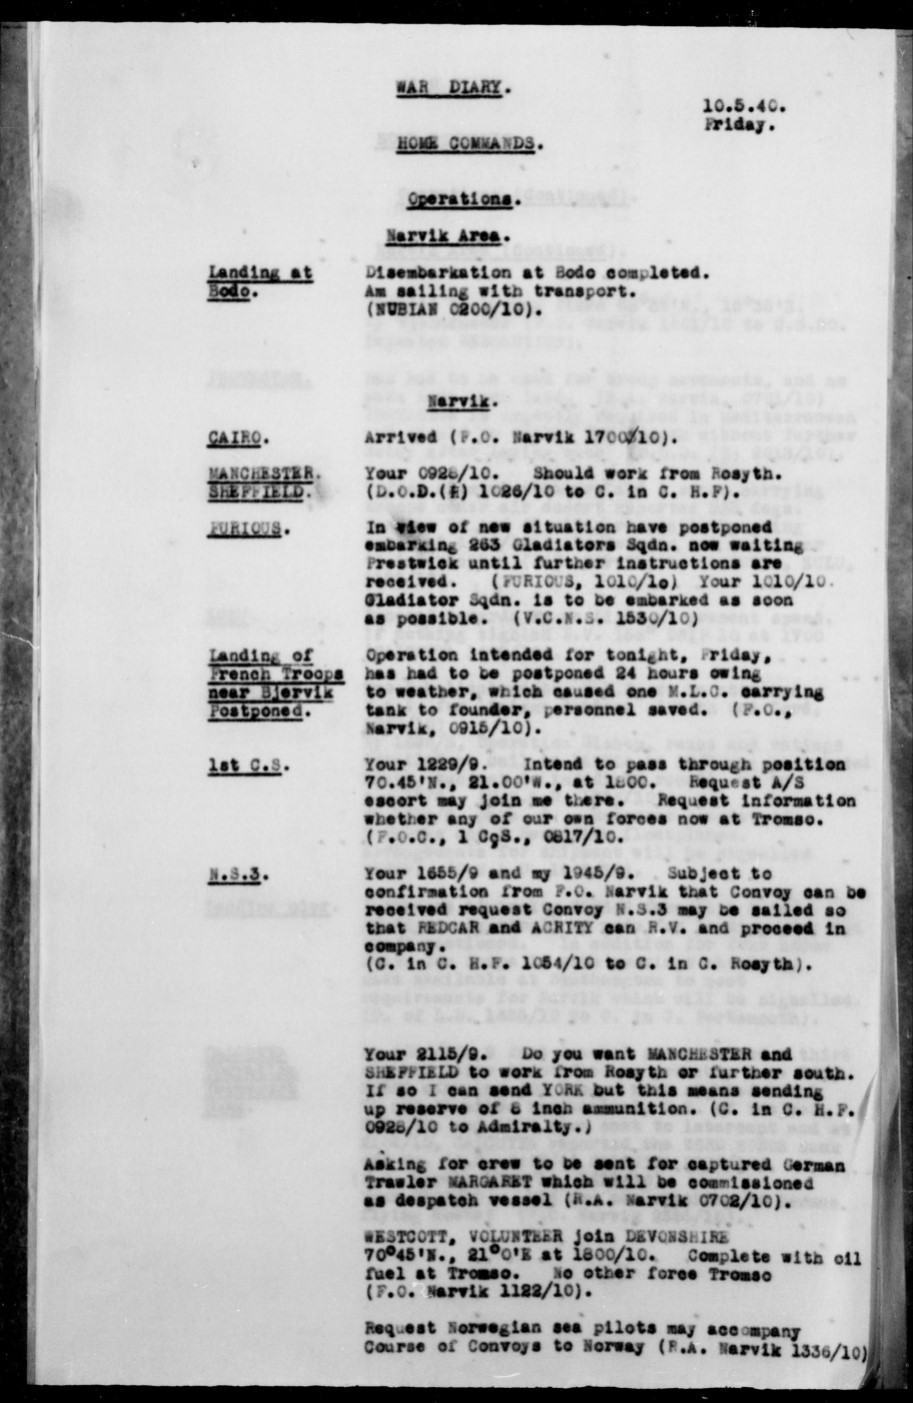 WAR DIARY.
10.5.40.
Friday.
HOME COMMANDS.
Operations.
Narvik Area.
Landing at
Bodo.
Disembarkation at Bodo completed.
Am sailing with transport.
(NUBIAN 0200/10).
Narvik.
CAIRO.
Arrived (F.O. Narvik 1700/10).
MANCHESTER.
SHEFFIELD.
Your 0928/10. Should work from Rosyth.
(D.O.D.(H) 1026/10 to C. in C. H.F).
FURIOUS.
In view of new situation have postponed
embarking 263 Gladiators Sqdn. now waiting
Prestwick until further instructions are
received. (FURIOUS, 1010/10) Your 1010/10.
Gladiator Sqdn. is to be embarked as soon
as possible. (V.C.N.S. 1530/10)
Landing of
French Troops
near Bjervik
Postponed.
Operation intended for tonight, Friday,
has had to be postponed 24 hours owing
to weather, which caused one M.L.C. carrying
tank to founder, personnel saved. (F.O.,
Narvik, 0915/10).
1st C.S.
Your 1229/9. Intend to pass through position
70.45'N., 21.00'W., at 1800. Request A/S
escort may join me there. Request information
whether any of our own forces now at Tromso.
(F.O.C., 1 CqS., 0817/10.
N.S.3.
Your 1655/9 and my 1945/9. Subject to
confirmation from F.O. Narvik that Convoy can be
received request Convoy N.S.3 may be sailed so
that REDCAR and ACRITY can R.V. and proceed in
company.
(C. in C. H.F. 1054/10 to C. in C. Rosyth).
Your 2115/9. Do you want MANCHESTER and
SHEFFIELD to work from Rosyth or further south.
If so I can send YORK but this means sending
up reserve of 8 inch ammunition. (C. in C. H.F.
0928/10 to Admiralty.)
Asking for crew to be sent for captured German
Trawler MARGARET which will be commissioned
as despatch vessel (R.A. Narvik 0702/10).
WESTCOTT, VOLUNTEER join DEVONSHIRE
70°45'N., 21°0'E at 1800/10. Complete with oil
fuel at Tromso. No other force Tromso
(F.O. Narvik 1122/10).
Request Norwegian sea pilots may accompany
Course of Convoys to Norway (R.A. Narvik 1336/10)